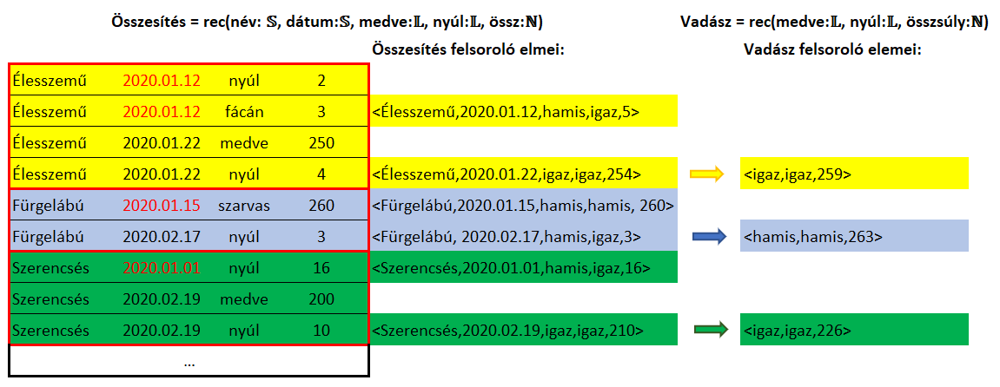 Összesítés = rec(név: 𝕊, dátum:𝕊, medve:𝕃, nyúl:𝕃, össz:ℕ) Vadász = rec(medve:𝕃, nyúl:𝕃, összsúly:ℕ)
Összesítés felsoroló elmei: Vadász felsoroló elemei:
Élesszemű 2020.01.12 nyúl 2
Élesszemű 2020.01.12 fácán 3 <Élesszemű,2020.01.12,hamis,igaz,5>
Élesszemű 2020.01.22 medve 250
Élesszemű 2020.01.22 nyúl 4 <Élesszemű,2020.01.22,igaz,igaz,254> <igaz,igaz,259>
Fürgelábú 2020.01.15 szarvas 260 <Fürgelábú,2020.01.15,hamis,hamis, 260>
Fürgelábú 2020.02.17 nyúl 3 <Fürgelábú, 2020.02.17,hamis,igaz,3> <hamis,hamis,263>
Szerencsés 2020.01.01 nyúl 16 <Szerencsés,2020.01.01,hamis,igaz,16>
Szerencsés 2020.02.19 medve 200
Szerencsés 2020.02.19 nyúl 10 <Szerencsés,2020.02.19,igaz,igaz,210> <igaz,igaz,226>
...